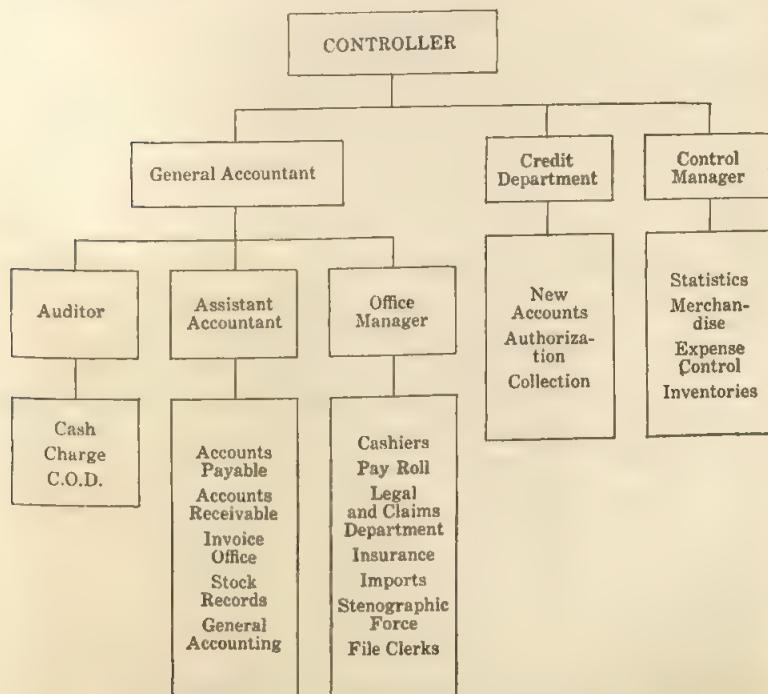 CONTROLLER
General Accountant
Credit
Department
Control
Manager
Auditor
Assistant
Accountant
Office
Manager
New
Accounts
Authoriza-
tion
Collection
Statistics
Merchan-
dise
Expense
Control
Inventories
Cash
Charge
C.O.D.
Accounts
Payable
Accounts
Receivable
Invoice
Office
Stock
Records
General
Accounting
Cashiers
Pay Roll
Legal
and Claims
Department
Insurance
Imports
Stenographic
Force
File Clerks